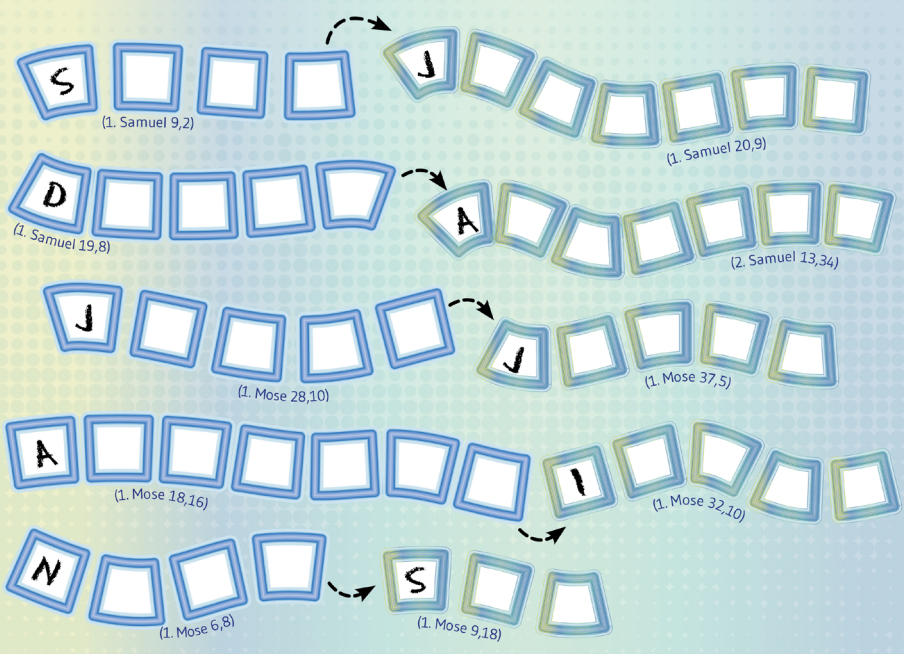 S J
(1. Samuel 9,2) (1. Samuel 20,9)
D A
(1. Samuel 19,8) (2. Samuel 13,34)
J J
(1. Mose 28,10) (1. Mose 37,5)
A I
(1. Mose 18,16) (1. Mose 32,10)
N S
(1. Mose 6,8) (1. Mose 9,18)